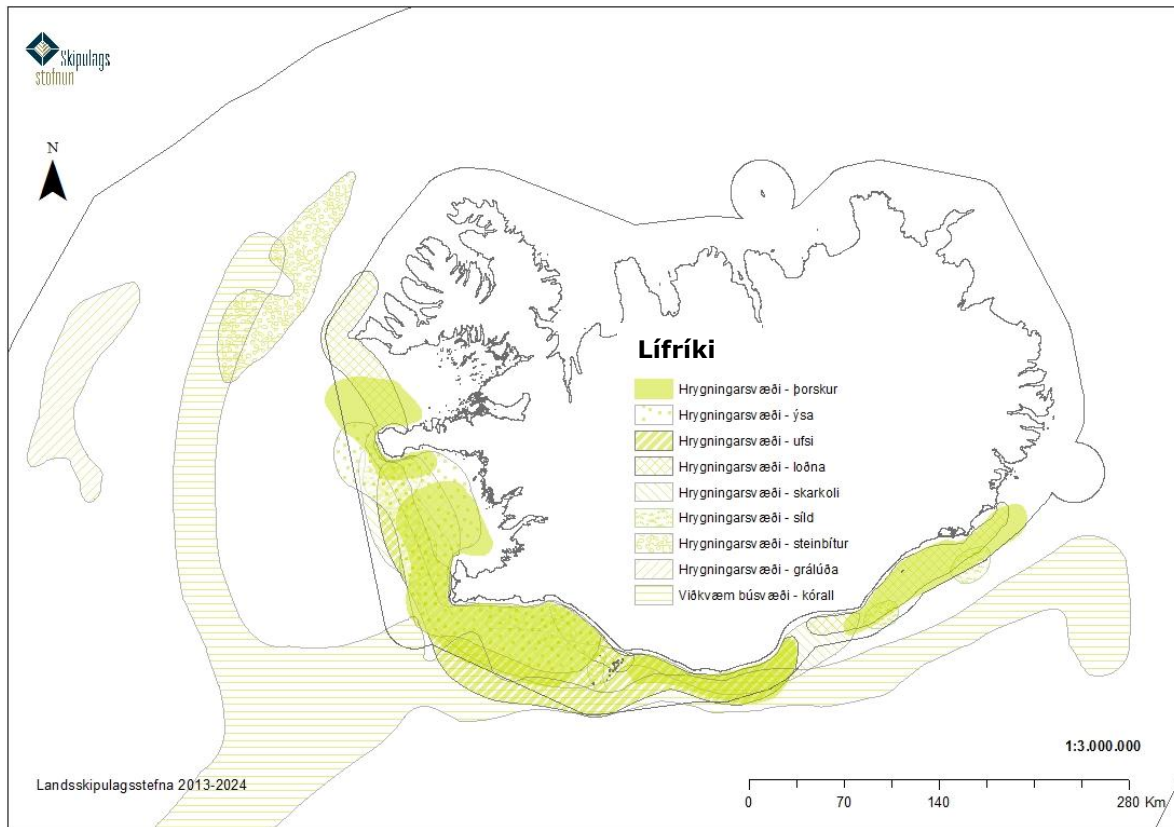 Skipulags
stofnun
N
Lífríki
Hrygningarsvæði - þorskur
Hrygningarsvæði - ýsa
Hrygningarsvæði - ufsi
Hrygningarsvæði - loðna
Hrygningarsvæði - skarkoli
Hrygningarsvæði - síld
Hrygningarsvæði - steinbítur
Hrygningarsvæði - grálúða
Viðkvæm búsvæði - kórall
1:3.000.000
Landsskipulagsstefna 2013-2024
0 70 140 280 Km